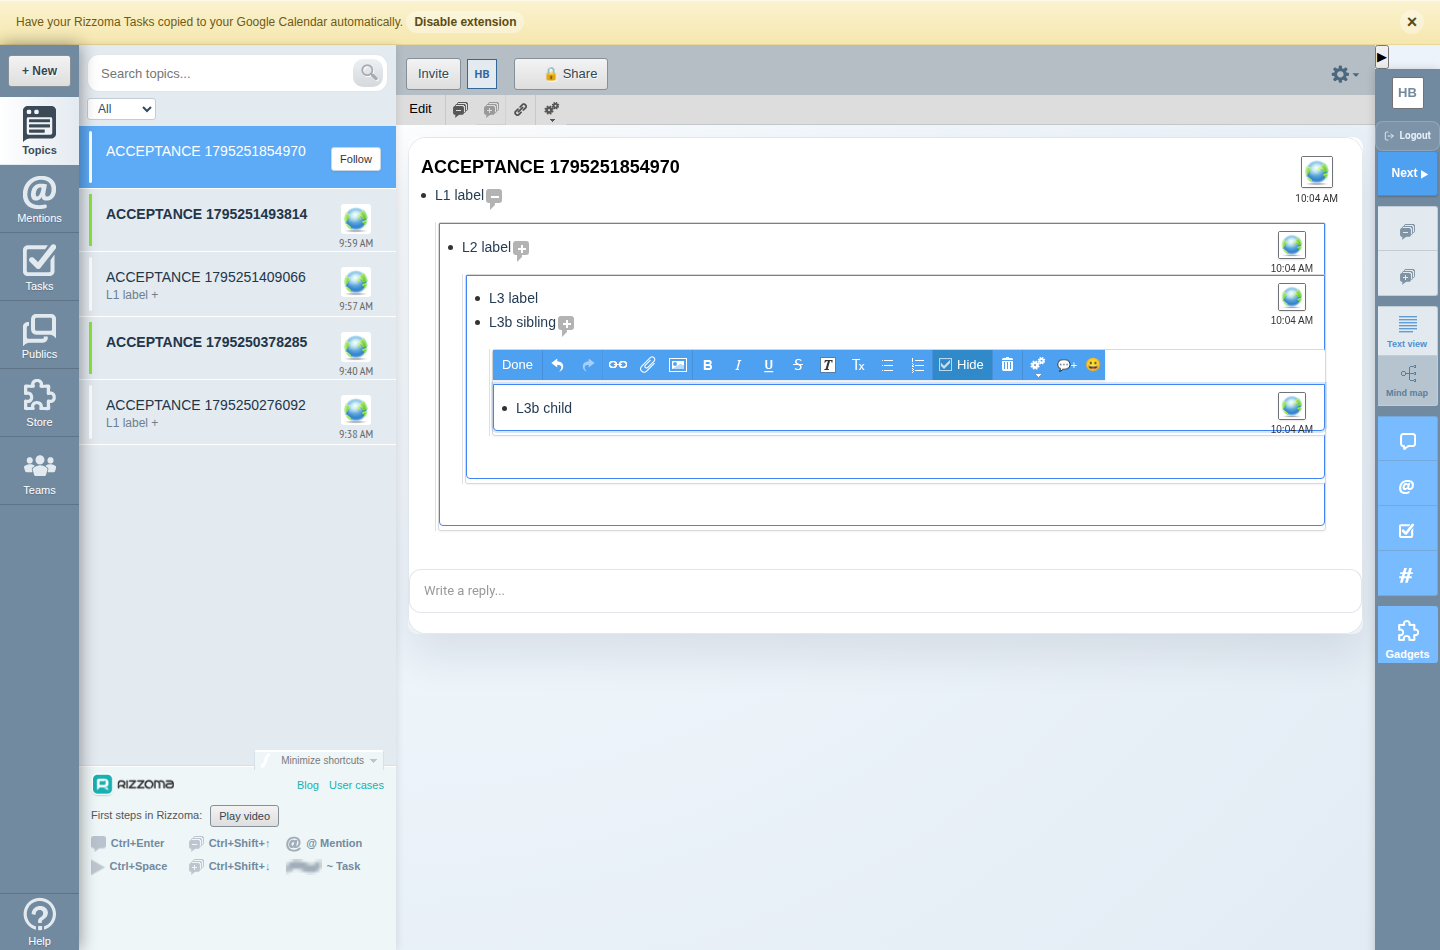 Have your Rizzoma Tasks copied to your Google Calendar automatically. Disable extension ×
+ New
Topics
Mentions
Tasks
Publics
Store
Teams
Help
Search topics...
All
ACCEPTANCE 1795251854970
Follow
ACCEPTANCE 1795251493814
9:59 AM
ACCEPTANCE 1795251409066
L1 label +
9:57 AM
ACCEPTANCE 1795250378285
9:40 AM
ACCEPTANCE 1795250276092
L1 label +
9:38 AM
Minimize shortcuts
RIZZOMA
Blog User cases
First steps in Rizzoma: Play video
Ctrl+Enter Ctrl+Shift+↑ @ @ Mention
Ctrl+Space Ctrl+Shift+↓ ~ Task
Invite HB 🔒 Share
Edit
ACCEPTANCE 1795251854970
10:04 AM
• L1 label
• L2 label
10:04 AM
• L3 label
10:04 AM
• L3b sibling
Done B I U S T Tx Hide
• L3b child
10:04 AM
Write a reply...
HB
Logout
Next ▶
Text view
Mind map
@
#
Gadgets